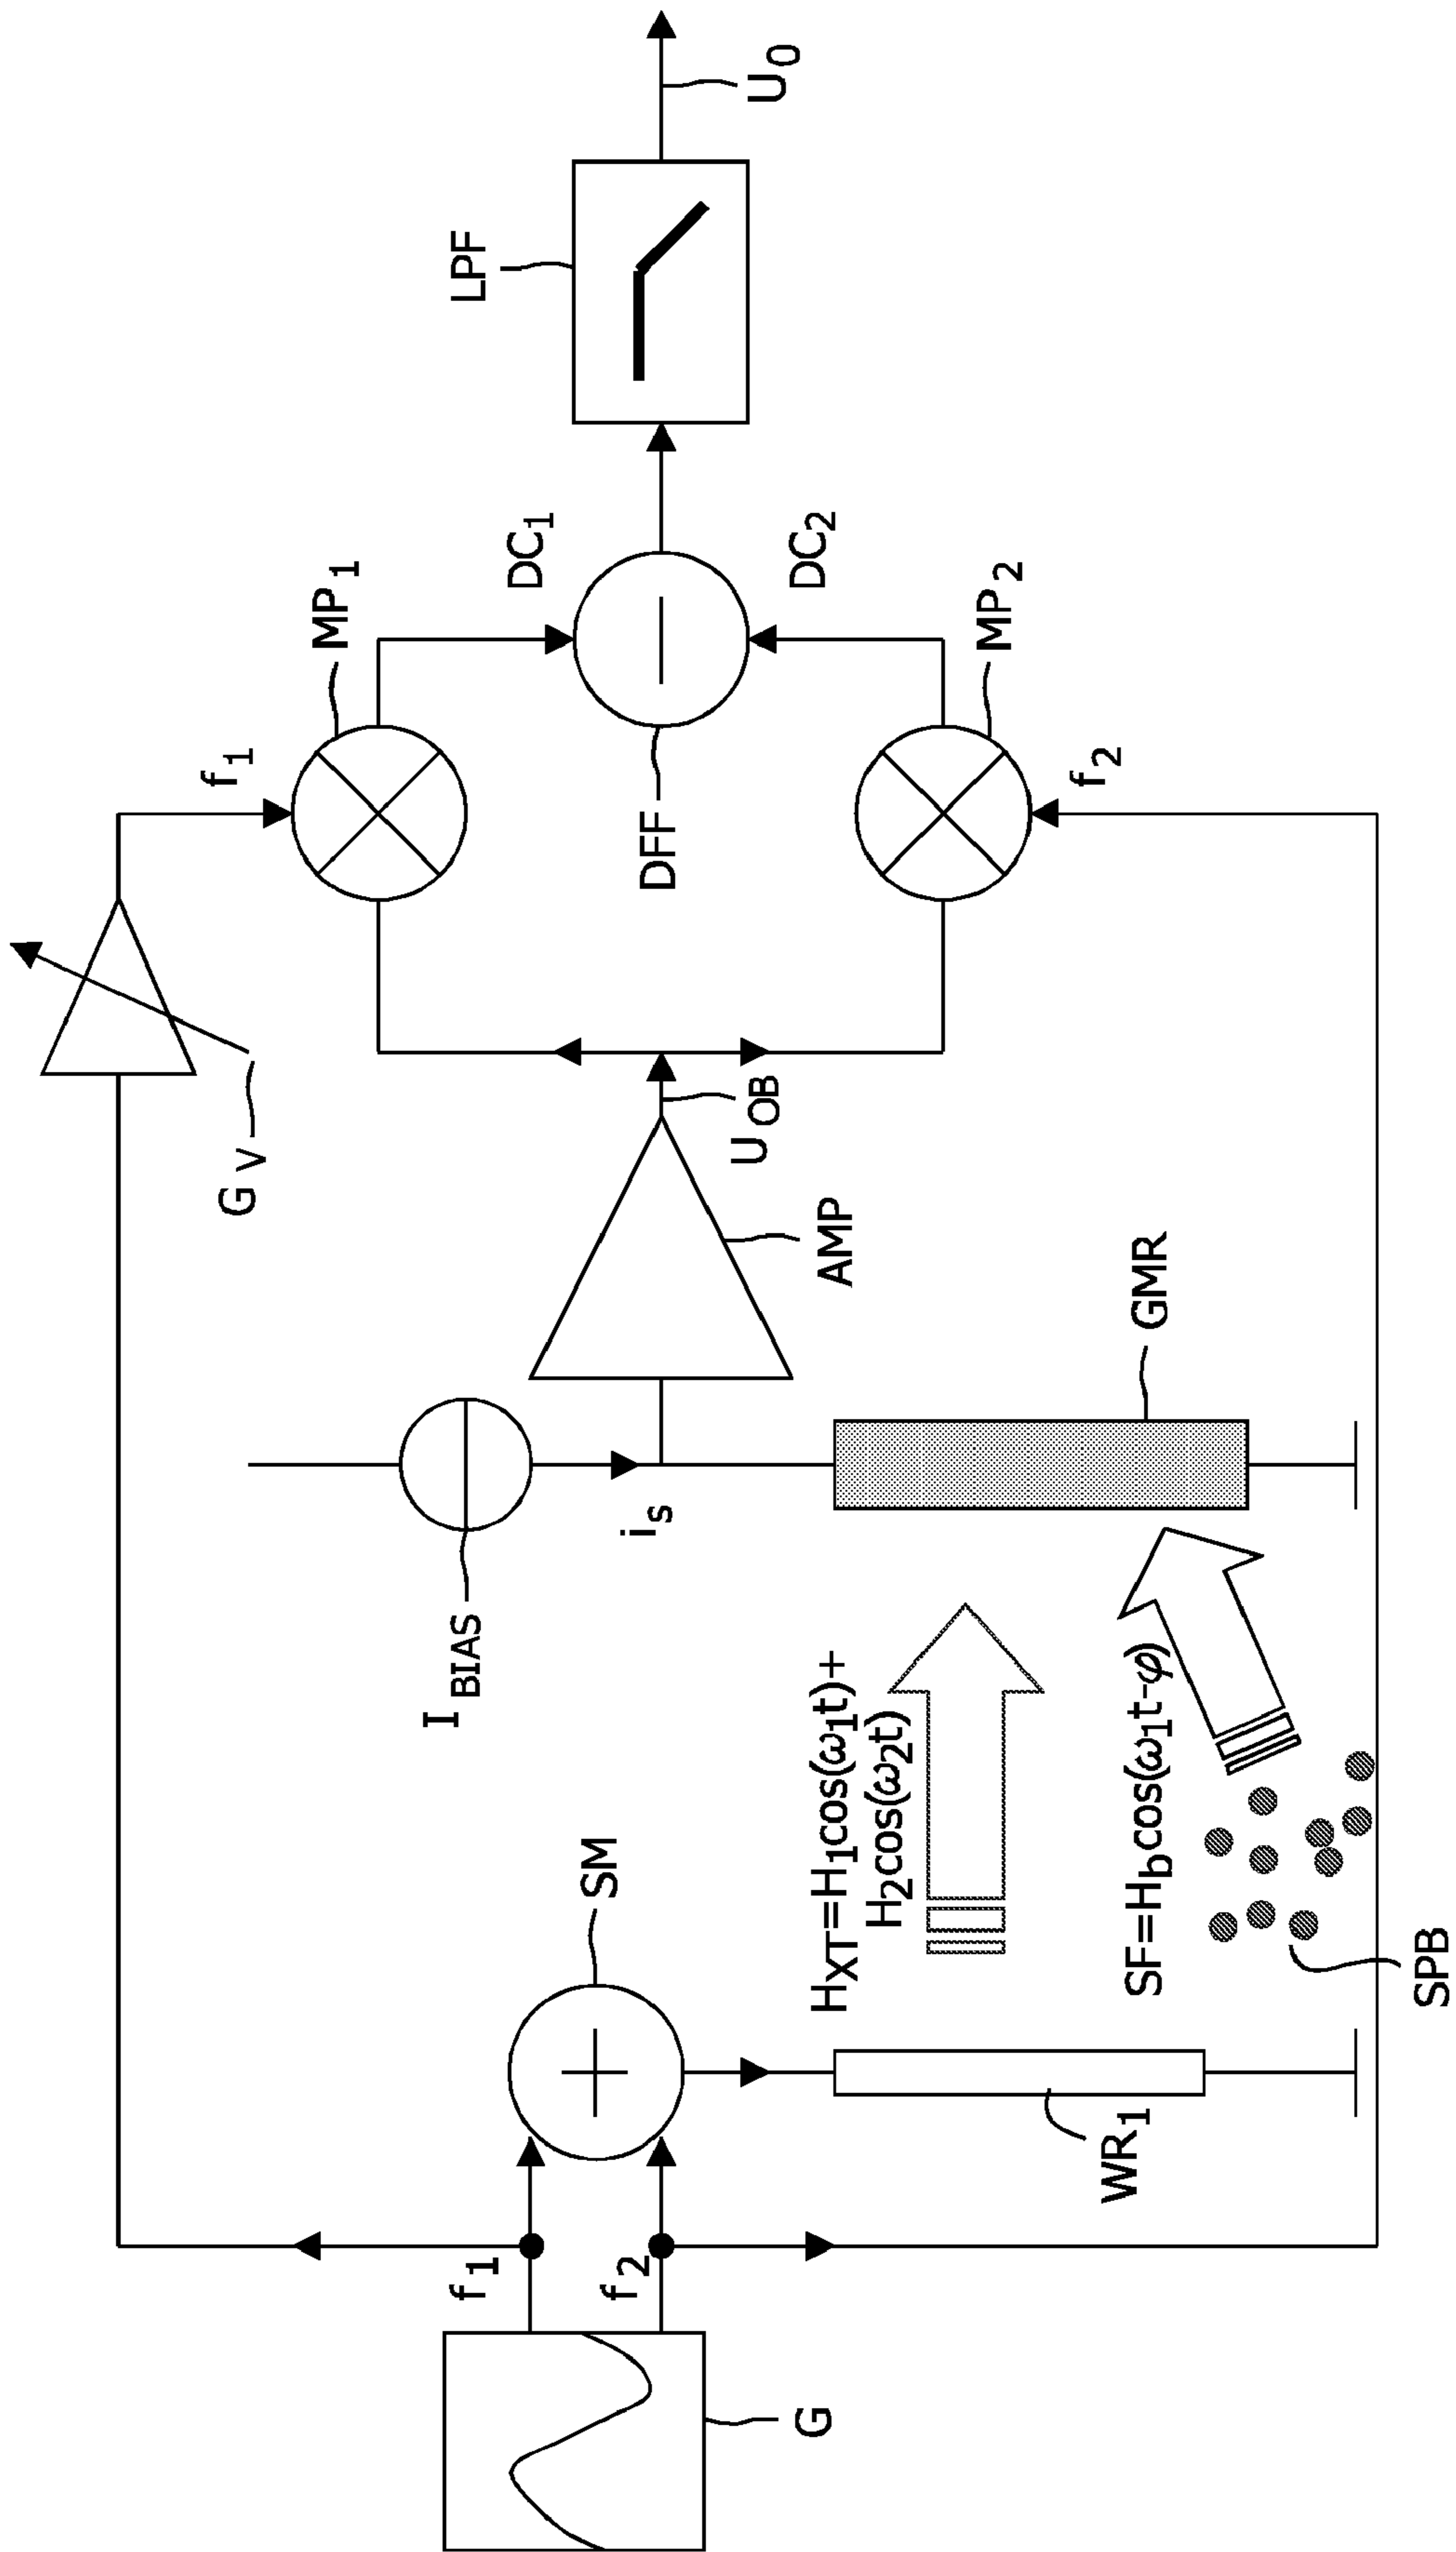 G
f1
f2
SM
WR1
HXT=H1cos(ω1t)+
H2cos(ω2t)
SF=Hbcos(ω1t-φ)
SPB
IBIAS
is
GMR
AMP
UOB
GV
f1
MP1
DFF
f2
MP2
DC1
DC2
LPF
U0